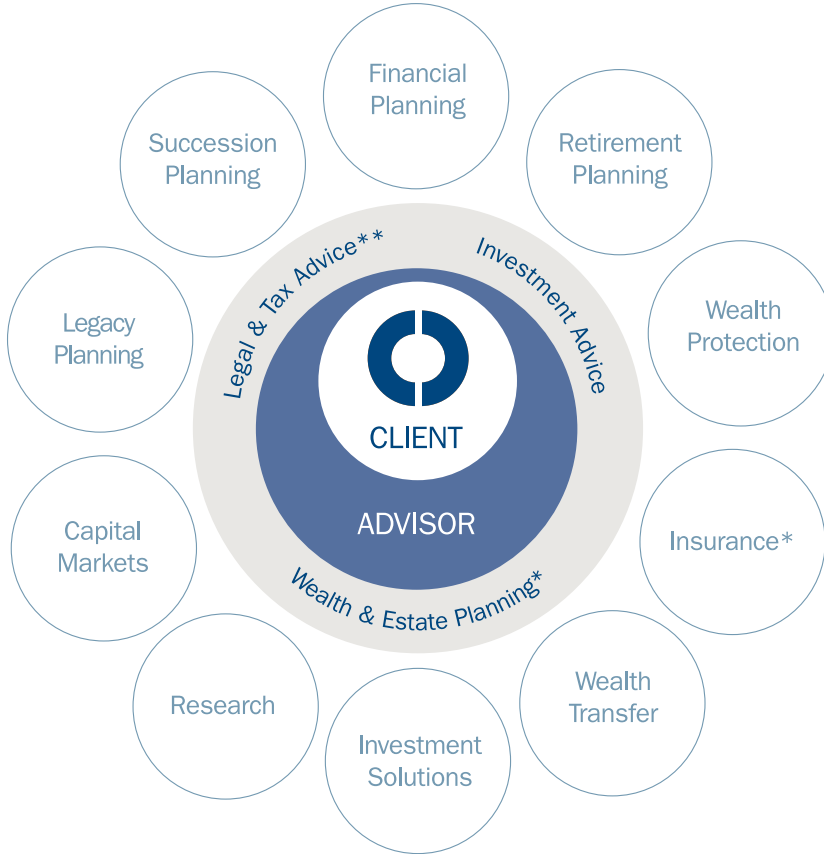 Financial
Planning
Succession
Planning
Retirement
Planning
Legal & Tax Advice**
Investment Advice
Legacy
Planning
Wealth
Protection
CLIENT
ADVISOR
Capital
Markets
Insurance*
Wealth & Estate Planning*
Research
Wealth
Transfer
Investment
Solutions